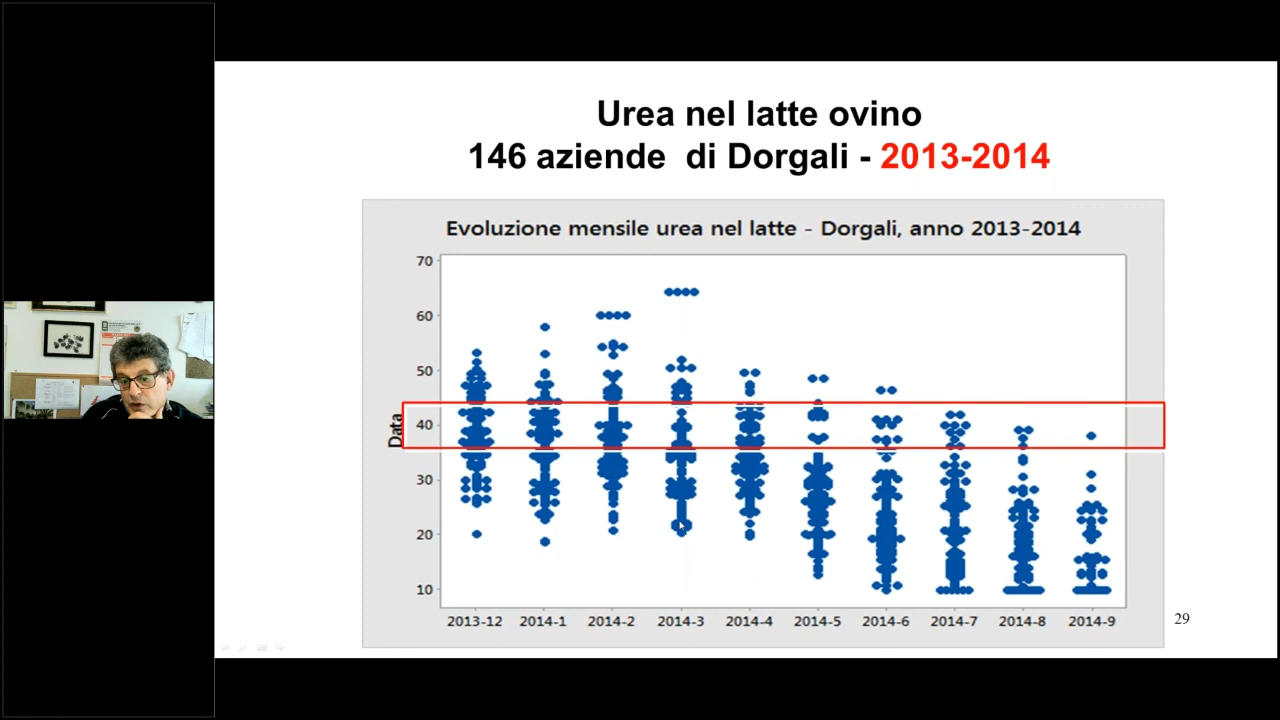 Urea nel latte ovino
146 aziende di Dorgali - 2013-2014
Evoluzione mensile urea nel latte - Dorgali, anno 2013-2014
70
60
50
40
30
20
10
Data
2013-12 2014-1 2014-2 2014-3 2014-4 2014-5 2014-6 2014-7 2014-8 2014-9
29